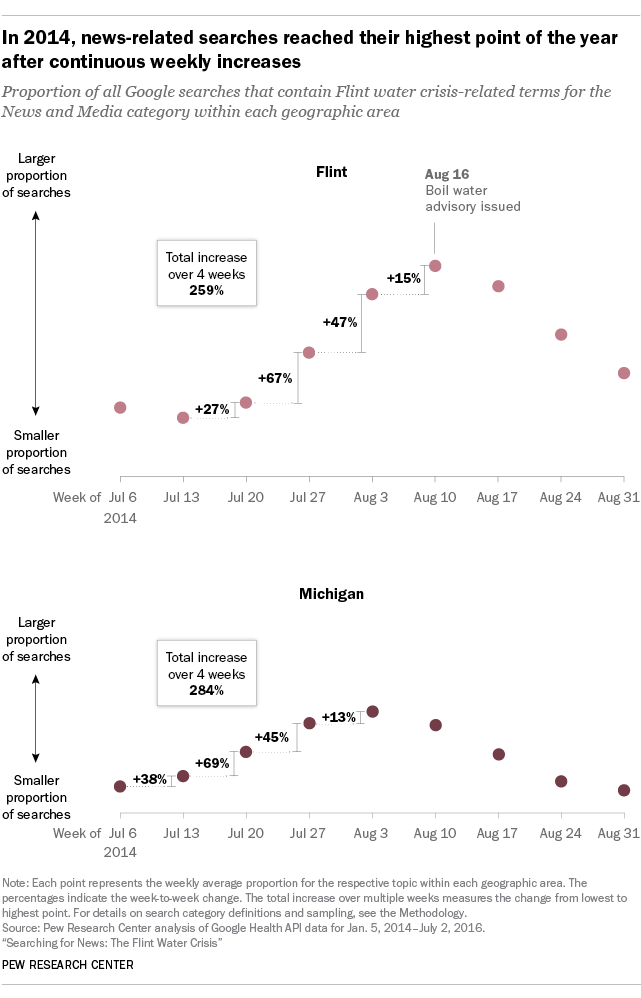 In 2014, news-related searches reached their highest point of the year
after continuous weekly increases
Proportion of all Google searches that contain Flint water crisis-related terms for the
News and Media category within each geographic area
Larger
proportion
of searches
Flint
Aug 16
Boil water
advisory issued
Total increase
over 4 weeks
259%
+15%
+47%
+67%
+27%
Smaller
proportion
of searches
Week of Jul 6 Jul 13 Jul 20 Jul 27 Aug 3 Aug 10 Aug 17 Aug 24 Aug 31
2014
Michigan
Larger
proportion
of searches
Total increase
over 4 weeks
284%
+13%
+45%
+69%
+38%
Smaller
proportion
of searches
Week of Jul 6 Jul 13 Jul 20 Jul 27 Aug 3 Aug 10 Aug 17 Aug 24 Aug 31
2014
Note: Each point represents the weekly average proportion for the respective topic within each geographic area. The
percentages indicate the week-to-week change. The total increase over multiple weeks measures the change from lowest to
highest point. For details on search category definitions and sampling, see the Methodology.
Source: Pew Research Center analysis of Google Health API data for Jan. 5, 2014–July 2, 2016.
“Searching for News: The Flint Water Crisis”
PEW RESEARCH CENTER